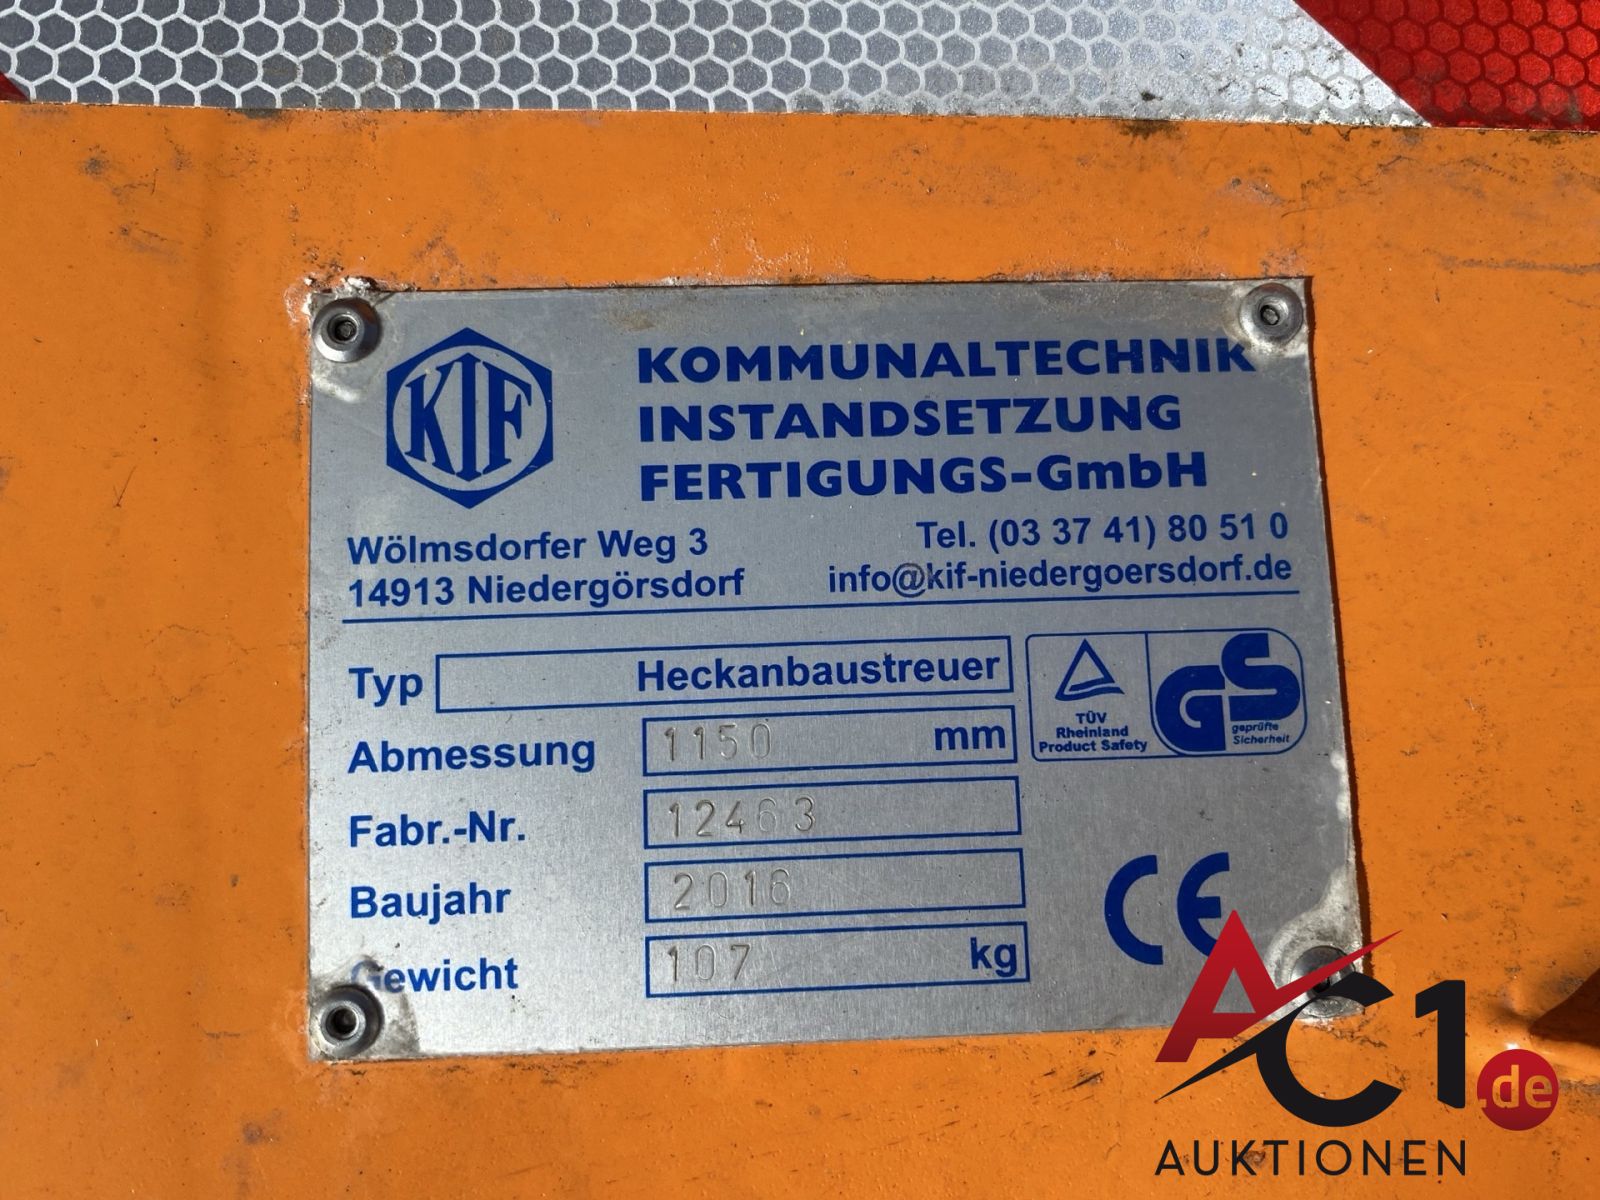 KIF
KOMMUNALTECHNIK
INSTANDSETZUNG
FERTIGUNGS-GmbH
Wölmsdorfer Weg 3
14913 Niedergörsdorf
Tel. (03 37 41) 80 51 0
info@kif-niedergoersdorf.de
Typ Heckanbaustreuer
Abmessung 1150 mm
Fabr.-Nr. 12463
Baujahr 2016
Gewicht 107 kg
TÜV
Rheinland
Product Safety
GS
geprüfte
Sicherheit
CE
AC1.de
AUKTIONEN